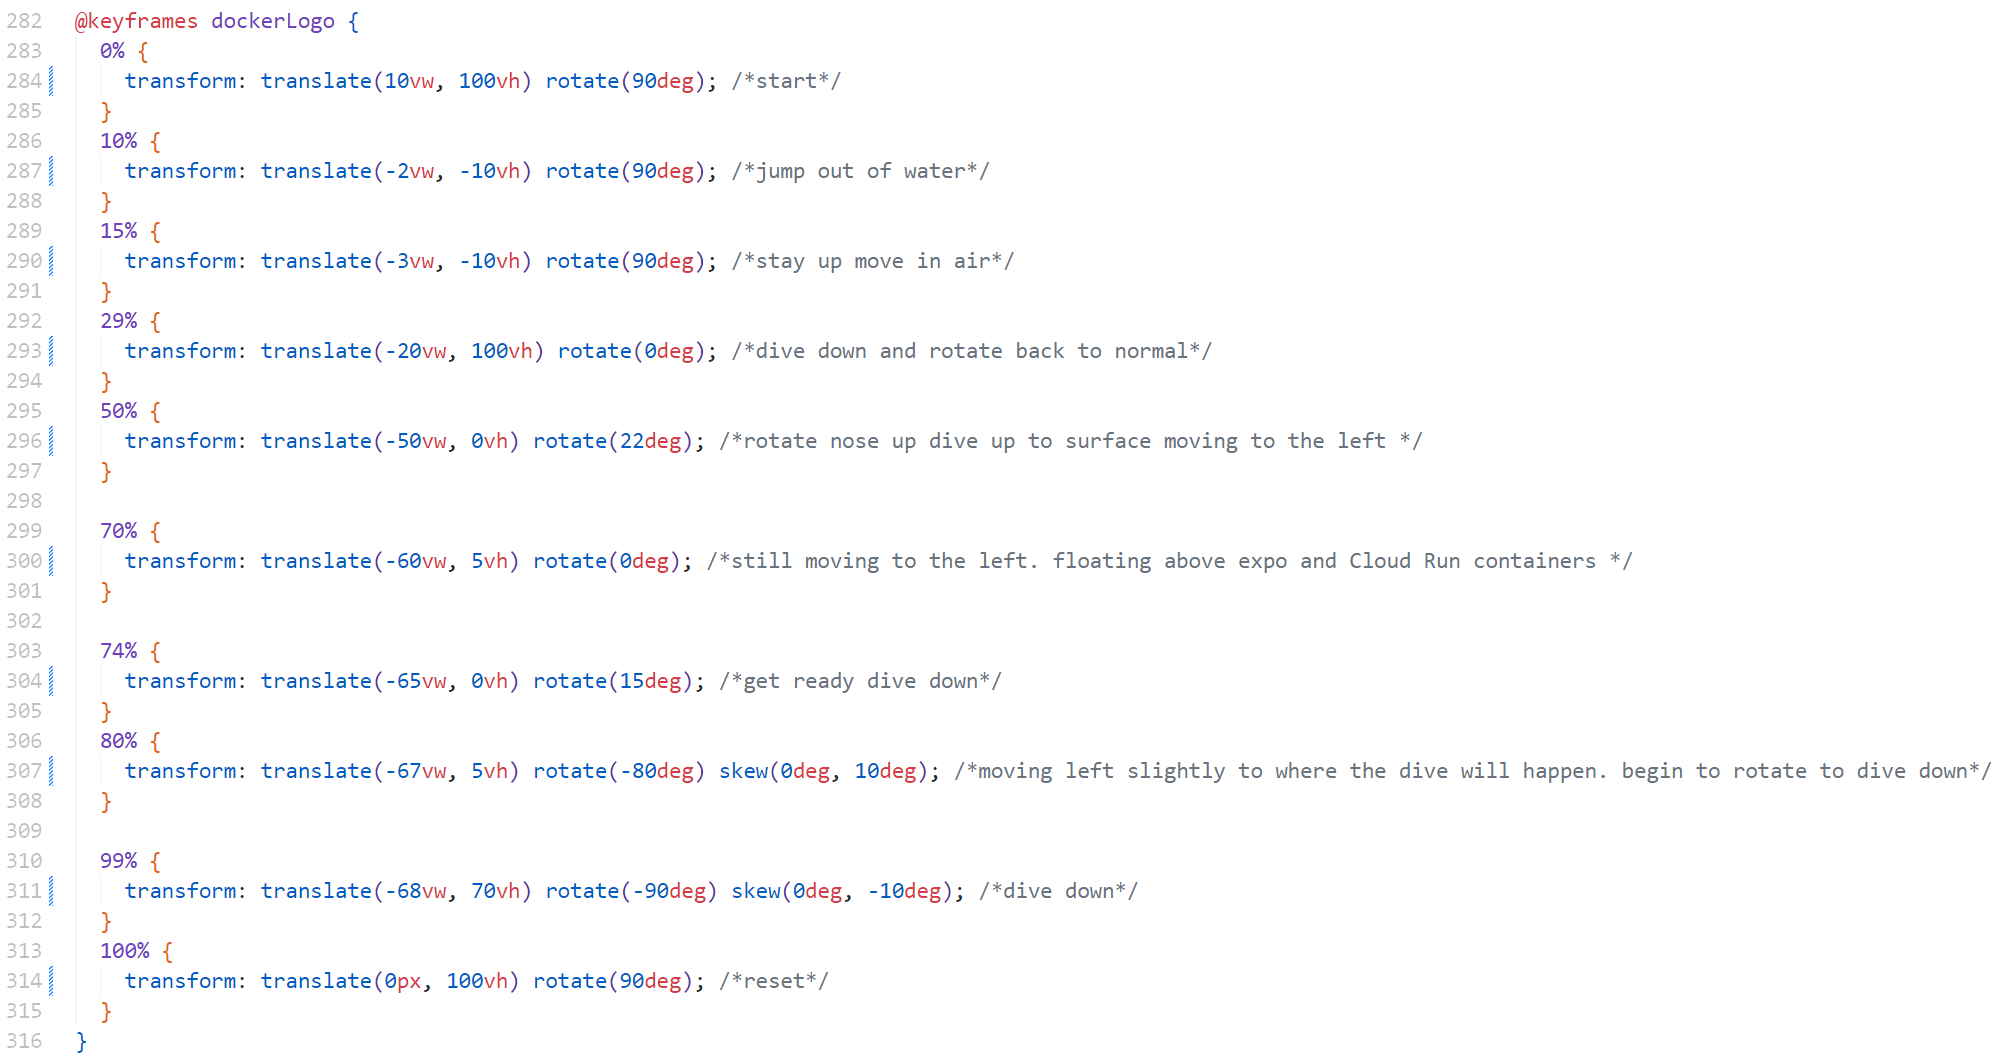 282 @keyframes dockerLogo {
283 0% {
284 transform: translate(10vw, 100vh) rotate(90deg); /*start*/
285 }
286 10% {
287 transform: translate(-2vw, -10vh) rotate(90deg); /*jump out of water*/
288 }
289 15% {
290 transform: translate(-3vw, -10vh) rotate(90deg); /*stay up move in air*/
291 }
292 29% {
293 transform: translate(-20vw, 100vh) rotate(0deg); /*dive down and rotate back to normal*/
294 }
295 50% {
296 transform: translate(-50vw, 0vh) rotate(22deg); /*rotate nose up dive up to surface moving to the left */
297 }
298
299 70% {
300 transform: translate(-60vw, 5vh) rotate(0deg); /*still moving to the left. floating above expo and Cloud Run containers */
301 }
302
303 74% {
304 transform: translate(-65vw, 0vh) rotate(15deg); /*get ready dive down*/
305 }
306 80% {
307 transform: translate(-67vw, 5vh) rotate(-80deg) skew(0deg, 10deg); /*moving left slightly to where the dive will happen. begin to rotate to dive down*/
308 }
309
310 99% {
311 transform: translate(-68vw, 70vh) rotate(-90deg) skew(0deg, -10deg); /*dive down*/
312 }
313 100% {
314 transform: translate(0px, 100vh) rotate(90deg); /*reset*/
315 }
316 }